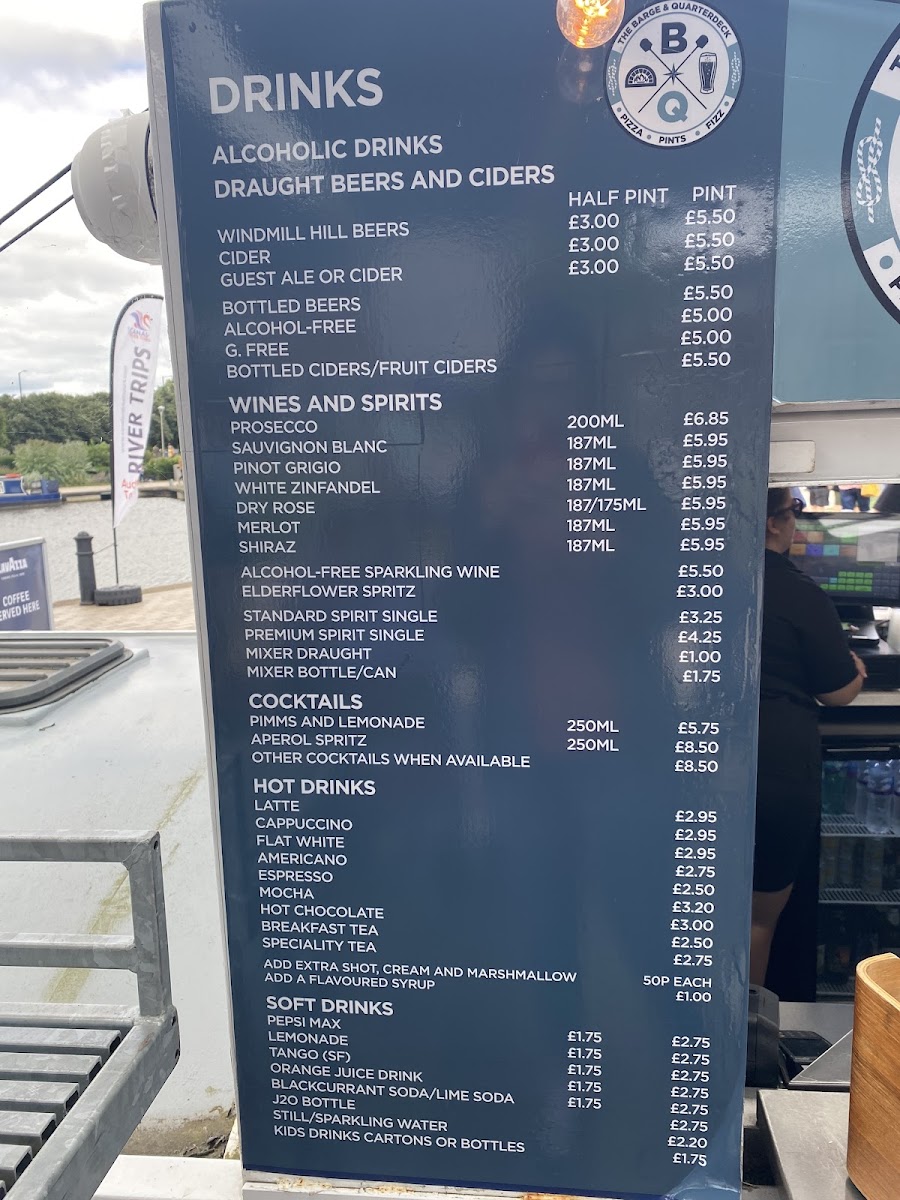 THE BARGE & QUARTERDECK
B
Q
PIZZA • PINTS • FIZZ
DRINKS
ALCOHOLIC DRINKS
DRAUGHT BEERS AND CIDERS
HALF PINT PINT
WINDMILL HILL BEERS £3.00 £5.50
CIDER £3.00 £5.50
GUEST ALE OR CIDER £3.00 £5.50
BOTTLED BEERS £5.50
ALCOHOL-FREE £5.00
G. FREE £5.00
BOTTLED CIDERS/FRUIT CIDERS £5.50
WINES AND SPIRITS
PROSECCO 200ML £6.85
SAUVIGNON BLANC 187ML £5.95
PINOT GRIGIO 187ML £5.95
WHITE ZINFANDEL 187ML £5.95
DRY ROSE 187/175ML £5.95
MERLOT 187ML £5.95
SHIRAZ 187ML £5.95
ALCOHOL-FREE SPARKLING WINE £5.50
ELDERFLOWER SPRITZ £3.00
STANDARD SPIRIT SINGLE £3.25
PREMIUM SPIRIT SINGLE £4.25
MIXER DRAUGHT £1.00
MIXER BOTTLE/CAN £1.75
COCKTAILS
PIMMS AND LEMONADE 250ML £5.75
APEROL SPRITZ 250ML £8.50
OTHER COCKTAILS WHEN AVAILABLE £8.50
HOT DRINKS
LATTE £2.95
CAPPUCCINO £2.95
FLAT WHITE £2.95
AMERICANO £2.75
ESPRESSO £2.50
MOCHA £3.20
HOT CHOCOLATE £3.00
BREAKFAST TEA £2.50
SPECIALITY TEA £2.75
ADD EXTRA SHOT, CREAM AND MARSHMALLOW 50P EACH
ADD A FLAVOURED SYRUP £1.00
SOFT DRINKS
PEPSI MAX £1.75 £2.75
LEMONADE £1.75 £2.75
TANGO (SF) £1.75 £2.75
ORANGE JUICE DRINK £1.75 £2.75
BLACKCURRANT SODA/LIME SODA £1.75 £2.75
J2O BOTTLE £2.75
STILL/SPARKLING WATER £2.20
KIDS DRINKS CARTONS OR BOTTLES £1.75
RIVER TRIPS
LAVAZZA
COFFEE
SERVED HERE